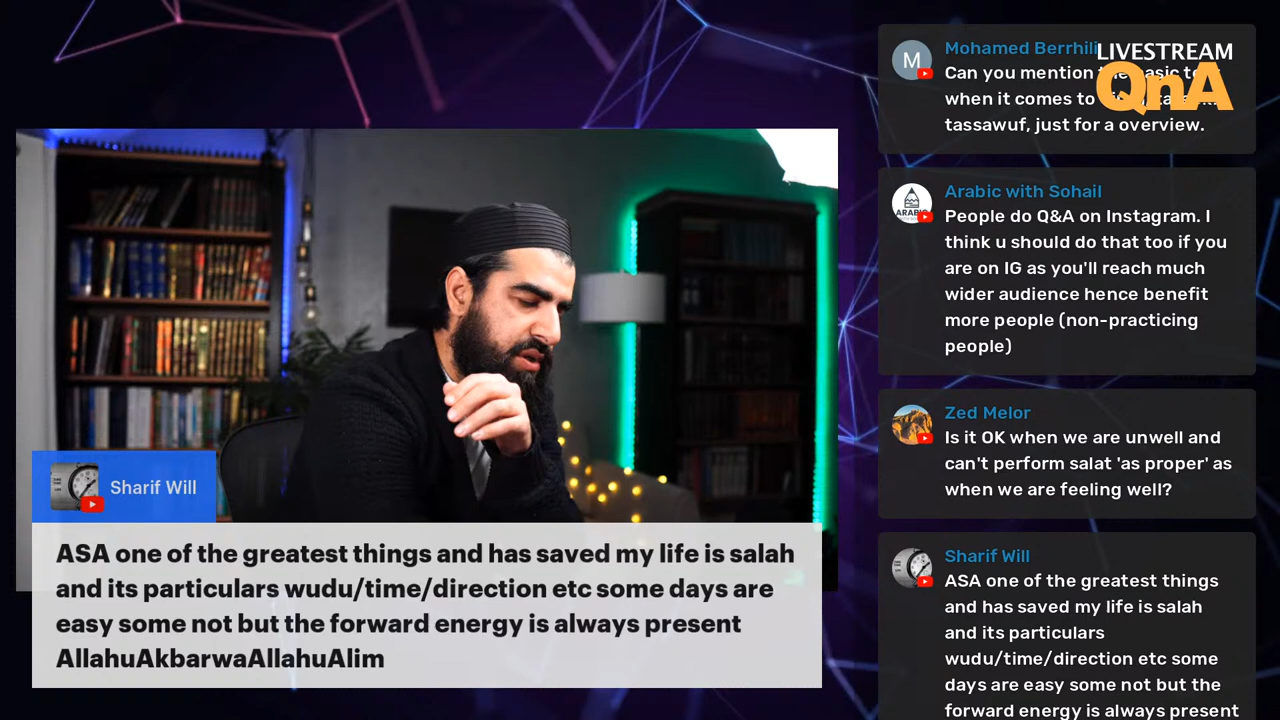 Mohamed Berrhili
LIVESTREAM
QnA
M
Can you mention
when it comes to
tassawuf, just for a overview.
Arabic with Sohail
ARABIC
People do Q&A on Instagram. I
think u should do that too if you
are on IG as you'll reach much
wider audience hence benefit
more people (non-practicing
people)
Zed Melor
Is it OK when we are unwell and
can't perform salat 'as proper' as
when we are feeling well?
Sharif Will
ASA one of the greatest things
and has saved my life is salah
and its particulars
wudu/time/direction etc some
days are easy some not but the
forward energy is always present
Sharif Will
ASA one of the greatest things and has saved my life is salah
and its particulars wudu/time/direction etc some days are
easy some not but the forward energy is always present
AllahuAkbarwaAllahuAlim